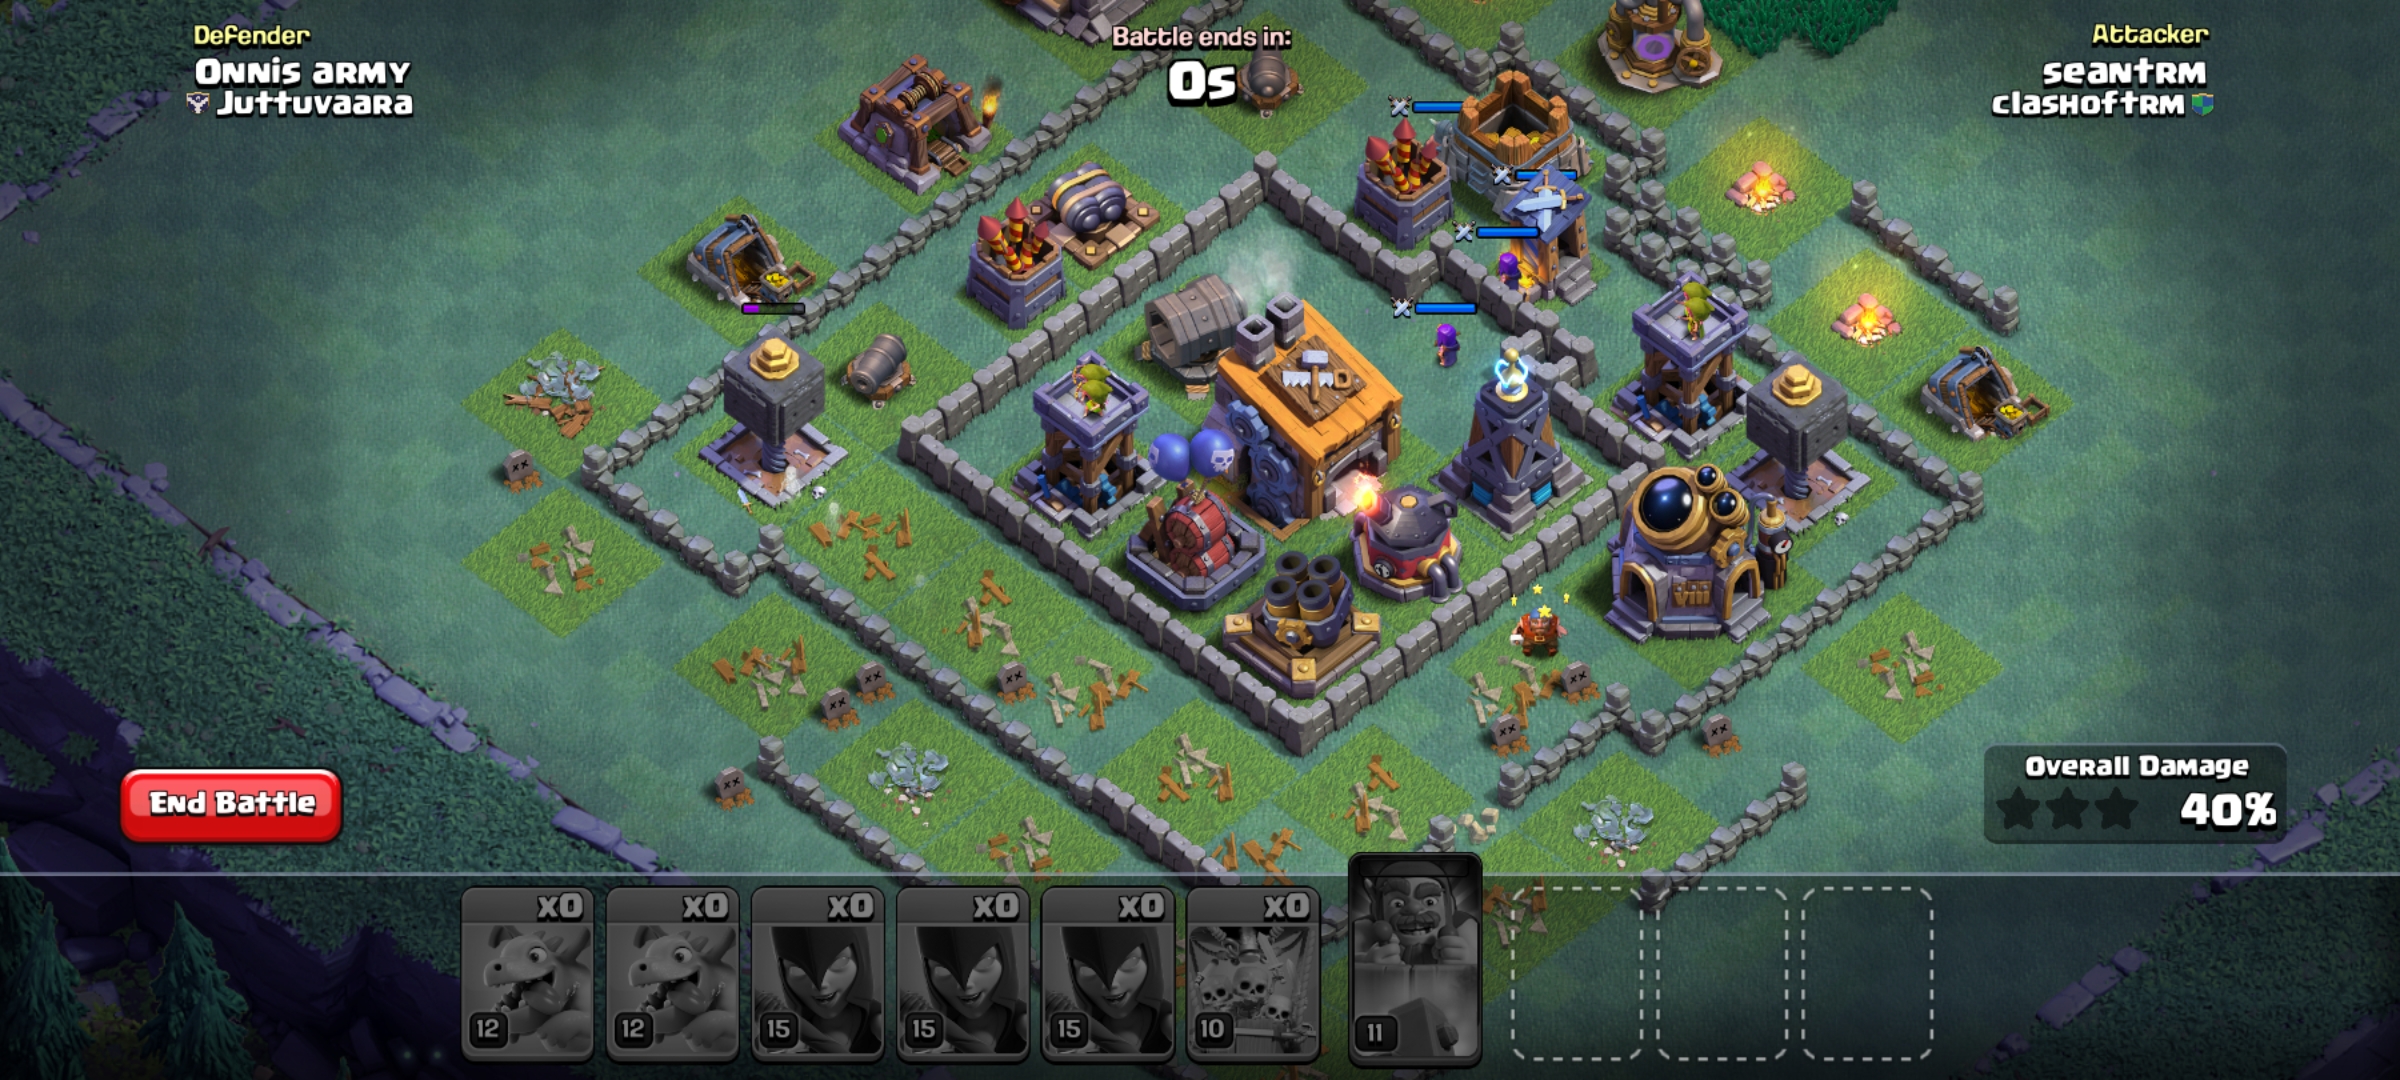 Defender
Onnis army
Juttuvaara
Battle ends in:
0s
Attacker
seantrm
clashoftrm
VIII
End Battle
Overall Damage
40%
x0
x0
x0
x0
x0
x0
12
12
15
15
15
10
11